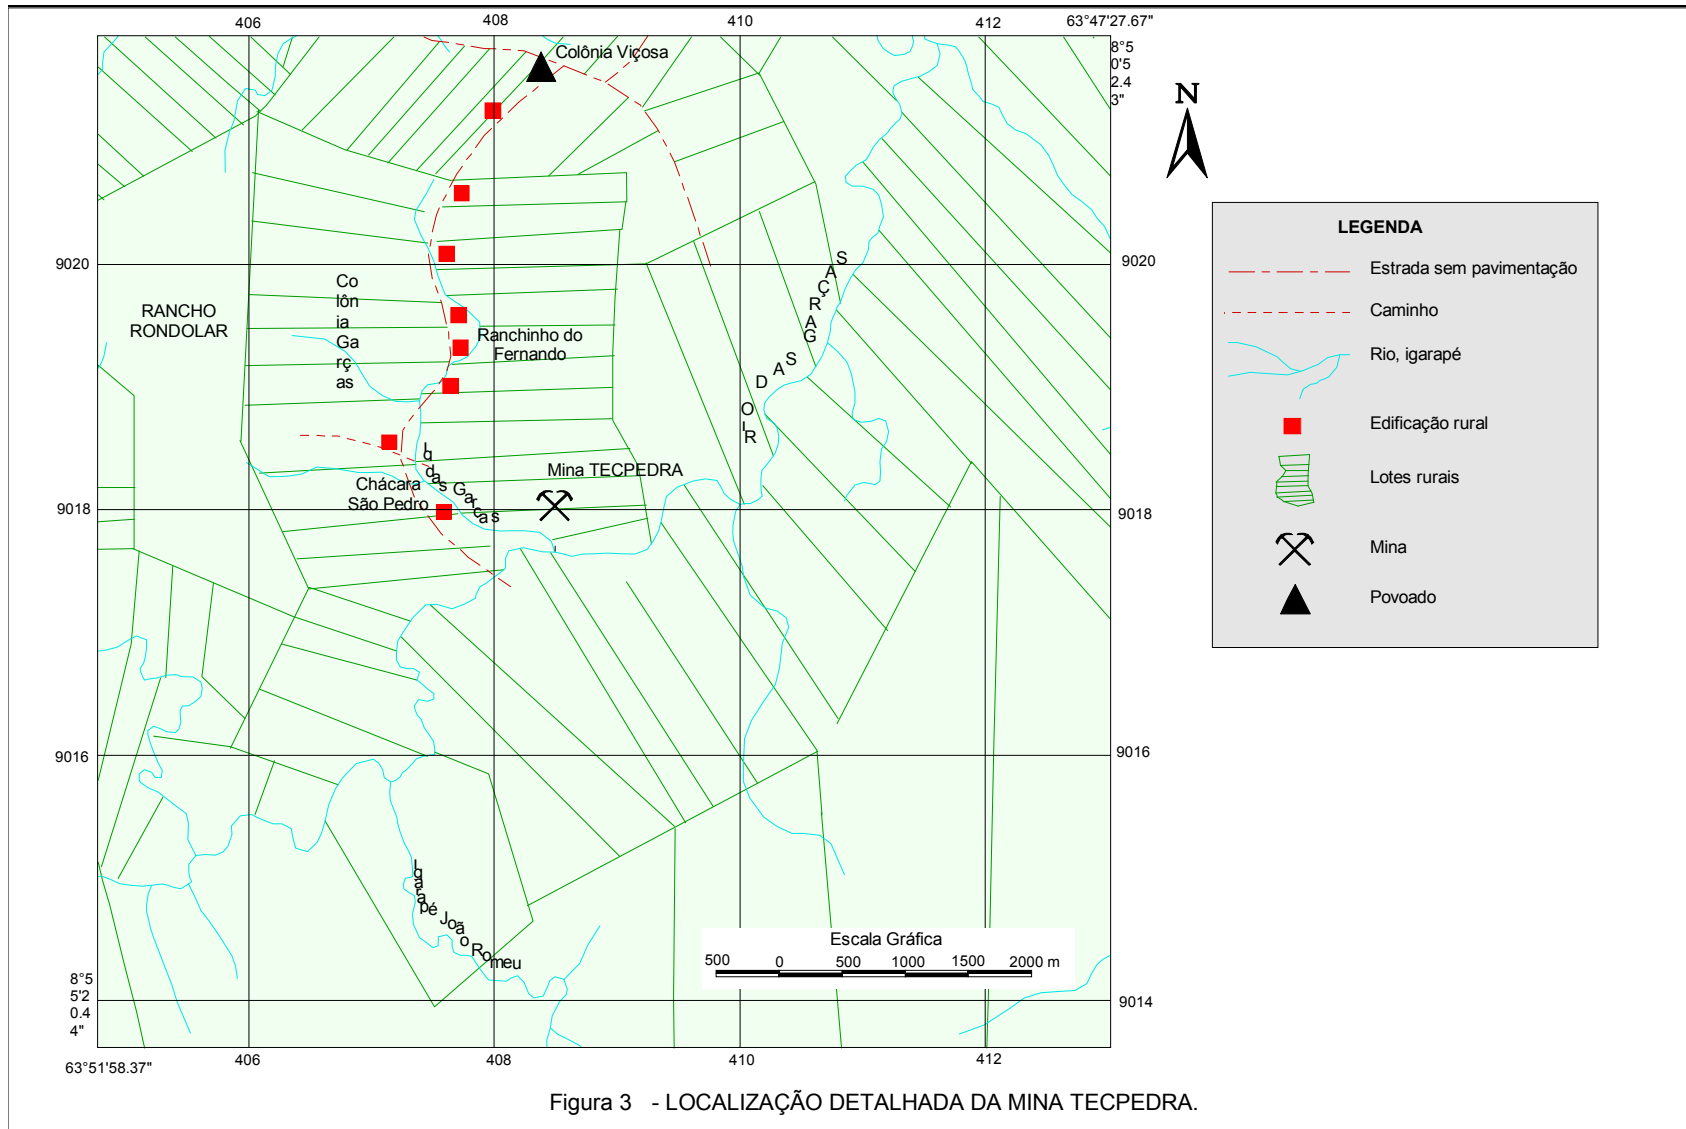 406
408
410
412
63°47'27.67"
8°5
0'5
2.4
3"
Colônia Viçosa
N
LEGENDA
Estrada sem pavimentação
Caminho
Rio, igarapé
Edificação rural
Lotes rurais
Mina
Povoado
9020
9020
RANCHO
RONDOLAR
Co
lôn
ia
Ga
rç
as
Ranchinho do
Fernando
RIO DAS GARÇAS
Ig das Garças
Mina TECPEDRA
Chácara
São Pedro
9018
9018
9016
9016
Igarapé João Romeu
Escala Gráfica
500 0 500 1000 1500 2000 m
8°5
5'2
0.4
4"
9014
63°51'58.37"
406
408
410
412
Figura 3 - LOCALIZAÇÃO DETALHADA DA MINA TECPEDRA.